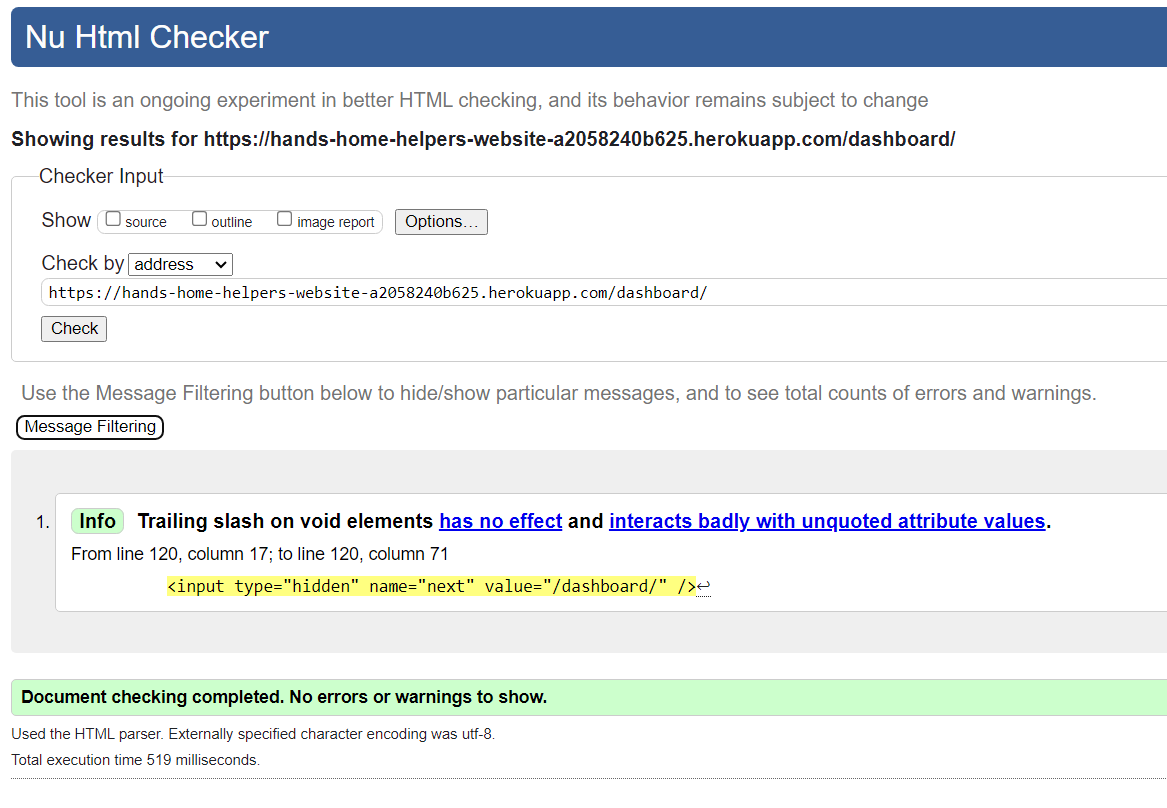 Nu Html Checker
This tool is an ongoing experiment in better HTML checking, and its behavior remains subject to change
Showing results for https://hands-home-helpers-website-a2058240b625.herokuapp.com/dashboard/
Checker Input
Show source outline image report Options…
Check by address
https://hands-home-helpers-website-a2058240b625.herokuapp.com/dashboard/
Check
Use the Message Filtering button below to hide/show particular messages, and to see total counts of errors and warnings.
Message Filtering
1. Info Trailing slash on void elements has no effect and interacts badly with unquoted attribute values.
From line 120, column 17; to line 120, column 71
<input type="hidden" name="next" value="/dashboard/" />↩
Document checking completed. No errors or warnings to show.
Used the HTML parser. Externally specified character encoding was utf-8.
Total execution time 519 milliseconds.